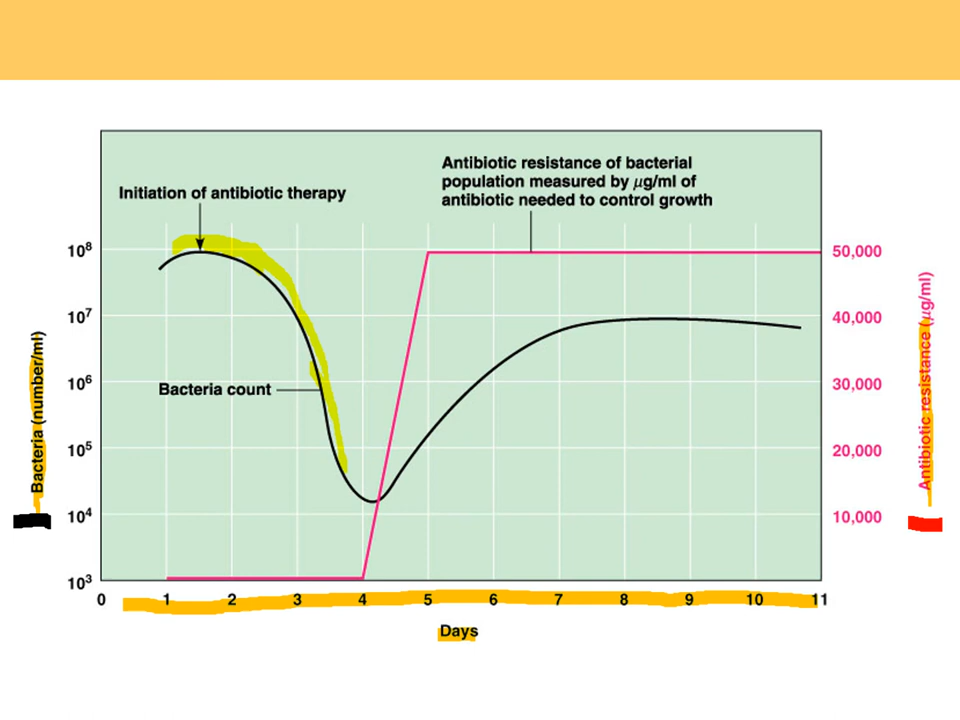 Antibiotic resistance of bacterial
population measured by μg/ml of
antibiotic needed to control growth
Initiation of antibiotic therapy
10⁸
10⁷
10⁶
10⁵
10⁴
10³
Bacteria (number/ml)
Bacteria count
50,000
40,000
30,000
20,000
10,000
Antibiotic resistance (μg/ml)
0 1 2 3 4 5 6 7 8 9 10 11
Days